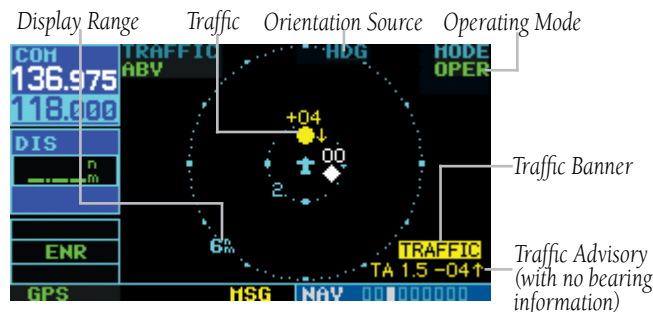 Display Range
Traffic
Orientation Source
Operating Mode
COM
136.975
118.000
TRAFFIC
ABV
HDG
MODE
OPER
+04
↓
00
2
DIS
_._ _ nm
6 nm
ENR
TRAFFIC
TA 1.5 -04↑
Traffic Banner
Traffic Advisory
(with no bearing
information)
GPS
MSG
NAV